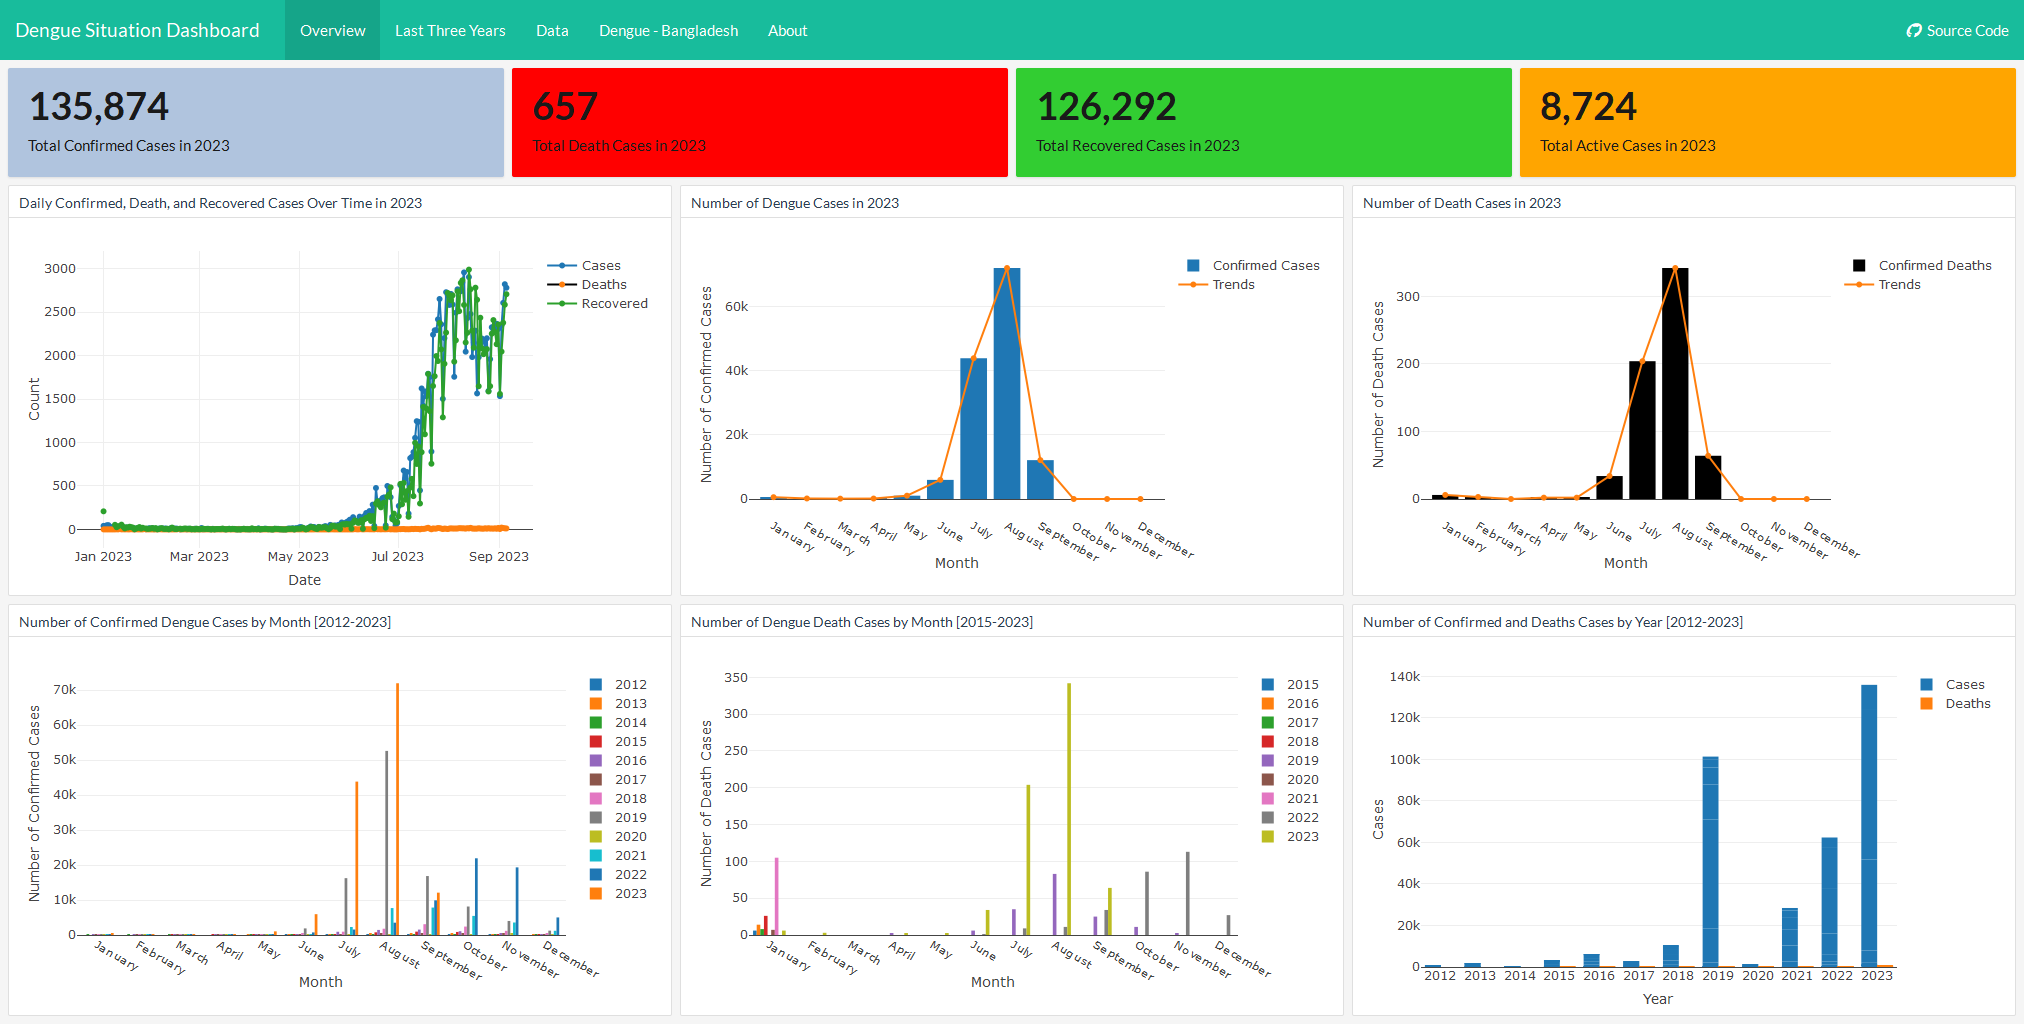 Dengue Situation Dashboard
Overview
Last Three Years
Data
Dengue - Bangladesh
About
Source Code
135,874
Total Confirmed Cases in 2023
657
Total Death Cases in 2023
126,292
Total Recovered Cases in 2023
8,724
Total Active Cases in 2023
Daily Confirmed, Death, and Recovered Cases Over Time in 2023
3000
2500
2000
1500
1000
500
0
Count
Jan 2023
Mar 2023
May 2023
Jul 2023
Sep 2023
Date
Cases
Deaths
Recovered
Number of Dengue Cases in 2023
60k
40k
20k
0
Number of Confirmed Cases
January
February
March
April
May
June
July
August
September
October
November
December
Month
Confirmed Cases
Trends
Number of Death Cases in 2023
300
200
100
0
Number of Death Cases
January
February
March
April
May
June
July
August
September
October
November
December
Month
Confirmed Deaths
Trends
Number of Confirmed Dengue Cases by Month [2012-2023]
70k
60k
50k
40k
30k
20k
10k
0
Number of Confirmed Cases
January
February
March
April
May
June
July
August
September
October
November
December
Month
2012
2013
2014
2015
2016
2017
2018
2019
2020
2021
2022
2023
Number of Dengue Death Cases by Month [2015-2023]
350
300
250
200
150
100
50
0
Number of Death Cases
January
February
March
April
May
June
July
August
September
October
November
December
Month
2015
2016
2017
2018
2019
2020
2021
2022
2023
Number of Confirmed and Deaths Cases by Year [2012-2023]
140k
120k
100k
80k
60k
40k
20k
0
Cases
2012
2013
2014
2015
2016
2017
2018
2019
2020
2021
2022
2023
Year
Cases
Deaths